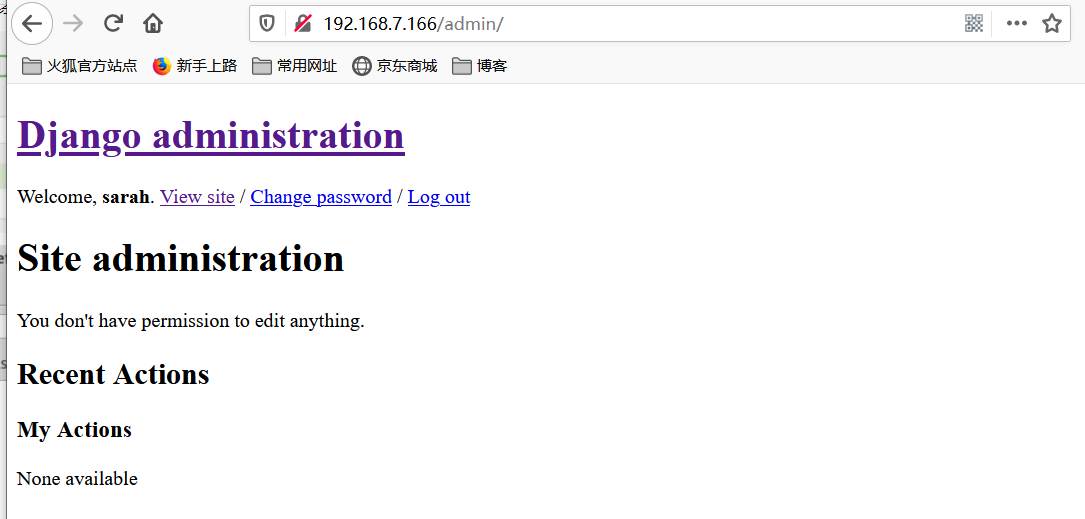 192.168.7.166/admin/
火狐官方站点 新手上路 常用网址 京东商城 博客
Django administration
Welcome, sarah. View site / Change password / Log out
Site administration
You don't have permission to edit anything.
Recent Actions
My Actions
None available